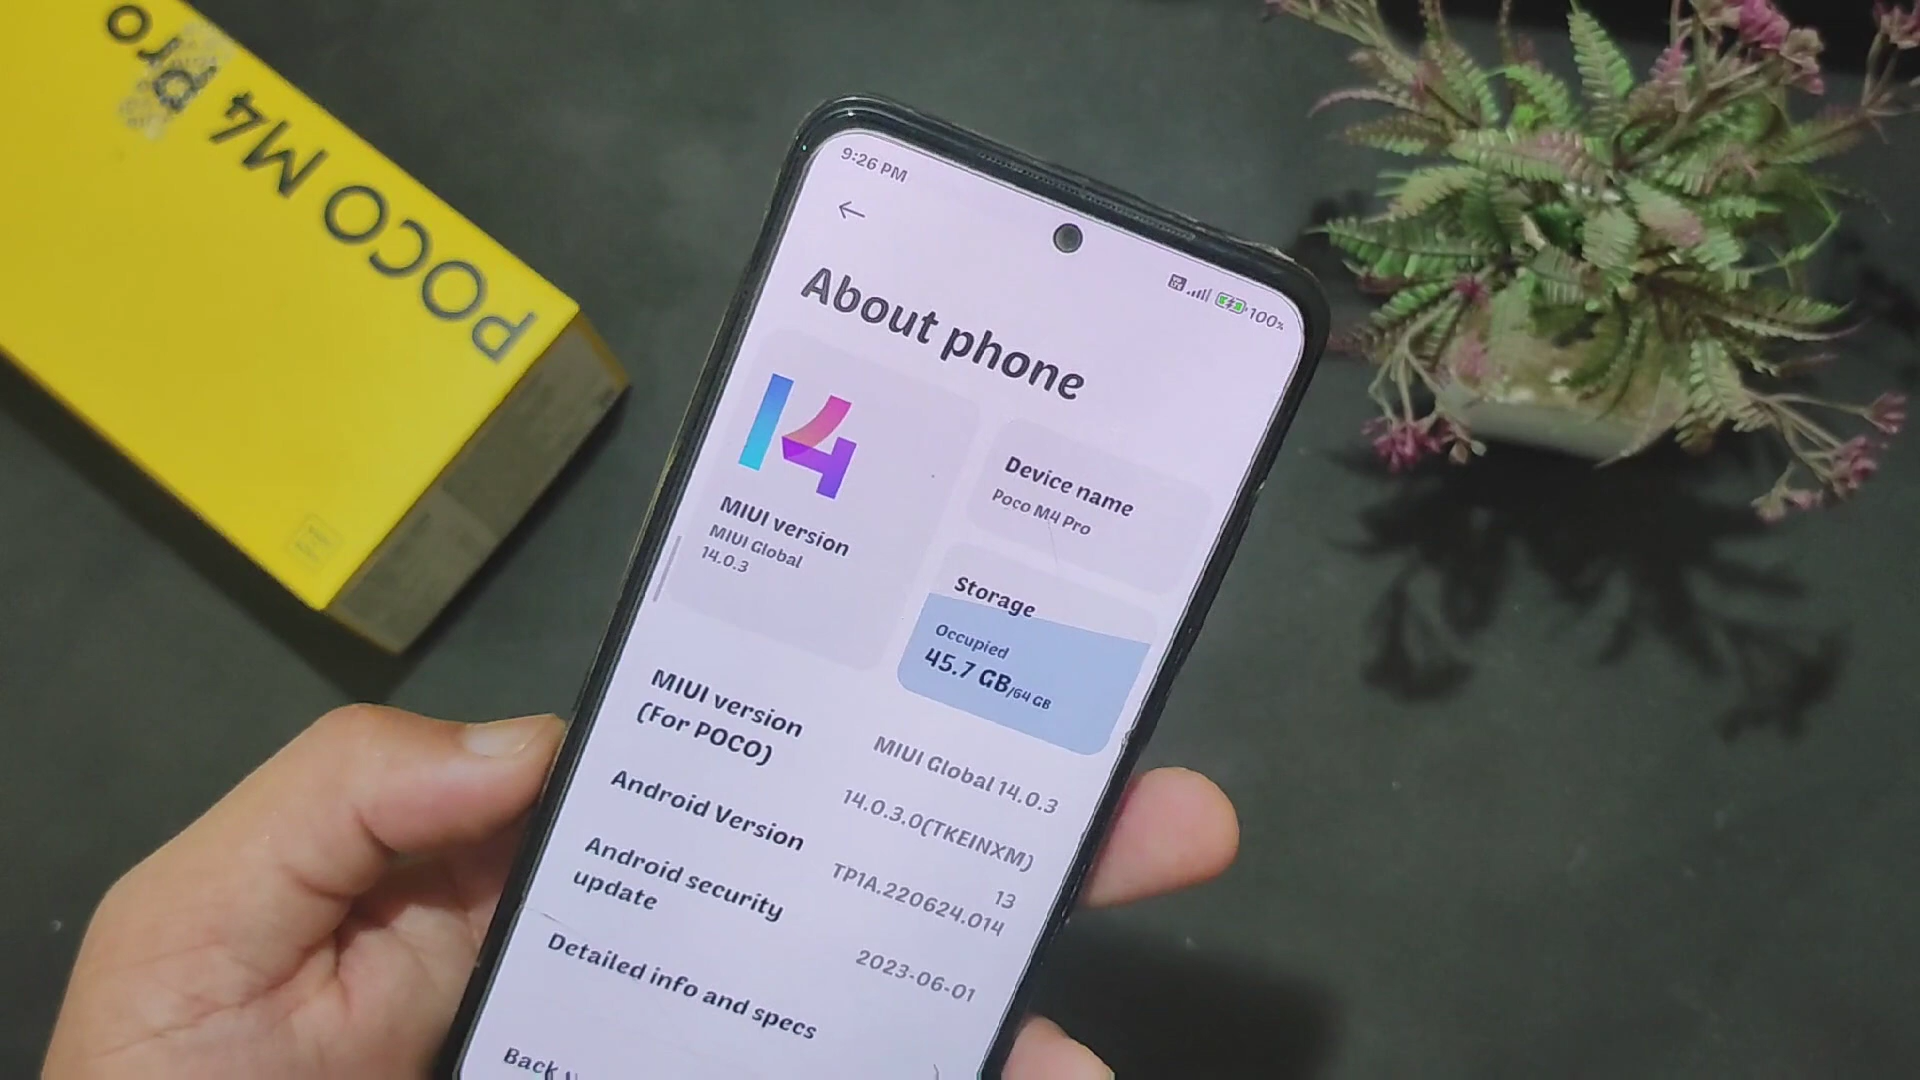 POCO M4 Pro
9:26 PM
100%
About phone
14
MIUI version
MIUI Global
14.0.3
Device name
Poco M4 Pro
Storage
Occupied
45.7 GB/64 GB
MIUI version
(For POCO)
MIUI Global 14.0.3
14.0.3.0(TKEINXM)
Android Version
13
TP1A.220624.014
Android security
update
2023-06-01
Detailed info and specs
Back